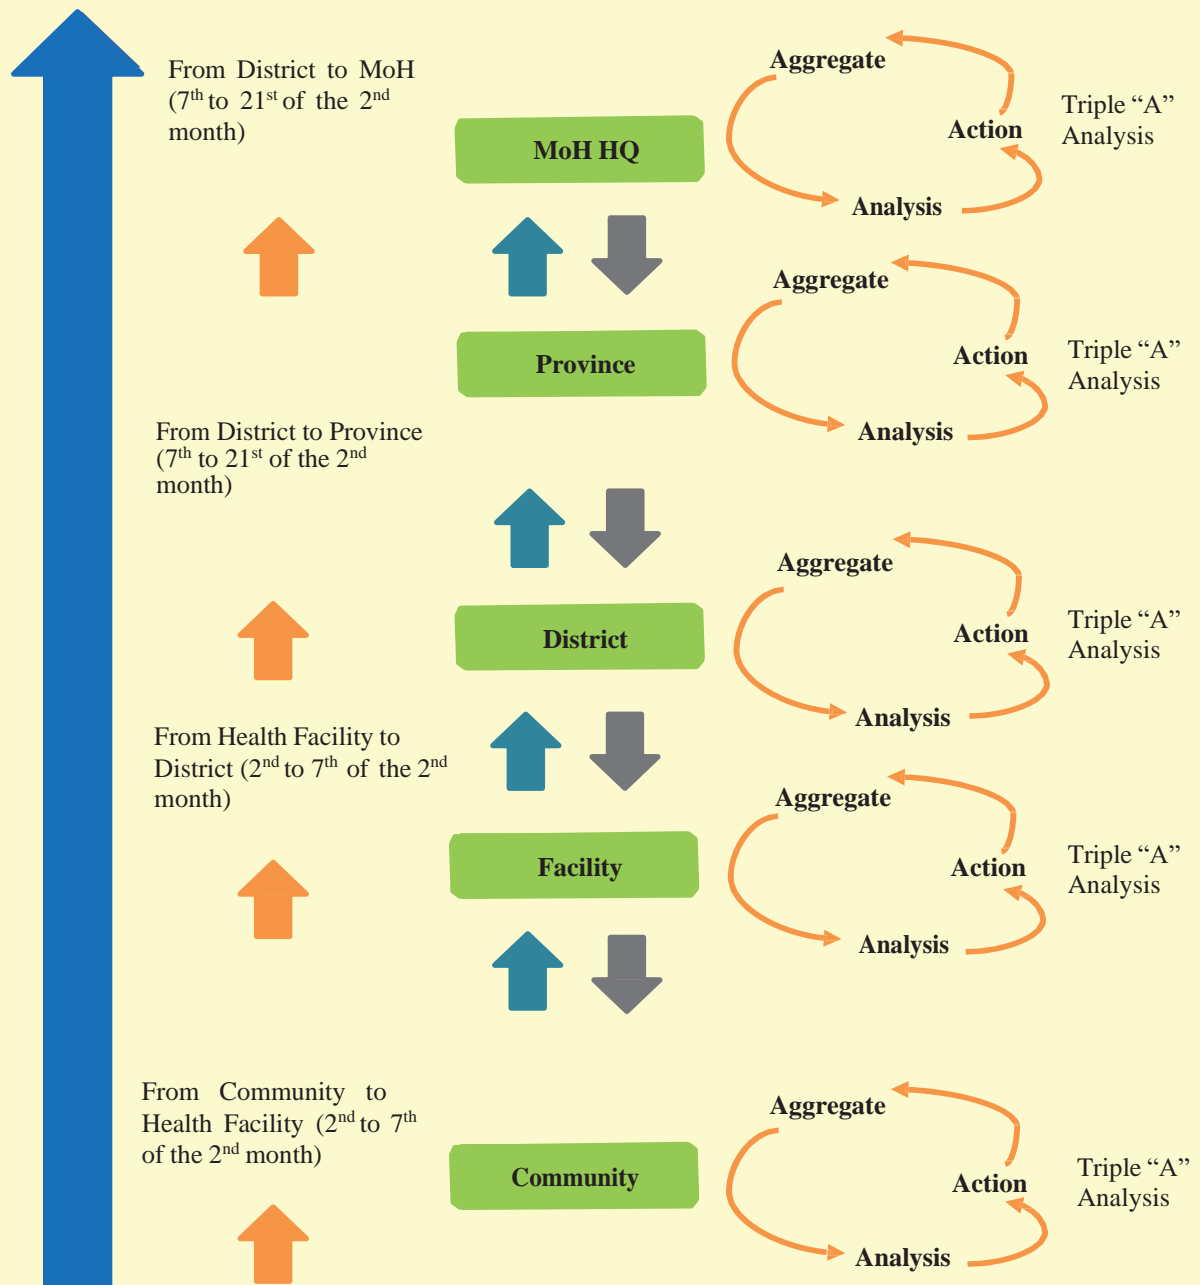 From District to MoH
(7th to 21st of the 2nd
month)
MoH HQ
Aggregate
Action
Analysis
Triple “A”
Analysis
Province
Aggregate
Action
Analysis
Triple “A”
Analysis
From District to Province
(7th to 21st of the 2nd
month)
District
Aggregate
Action
Analysis
Triple “A”
Analysis
From Health Facility to
District (2nd to 7th of the 2nd
month)
Facility
Aggregate
Action
Analysis
Triple “A”
Analysis
From Community to
Health Facility (2nd to 7th
of the 2nd month)
Community
Aggregate
Action
Analysis
Triple “A”
Analysis